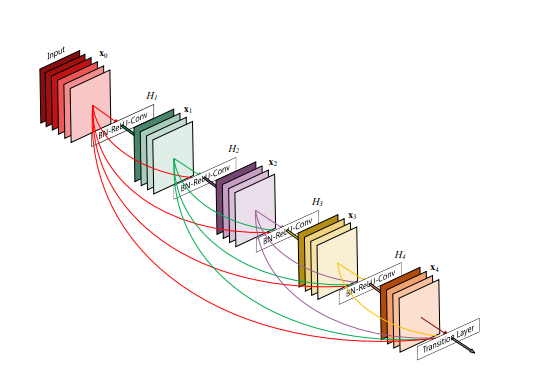 Input
x0
H1
BN-ReLU-Conv
x1
H2
BN-ReLU-Conv
x2
H3
BN-ReLU-Conv
x3
H4
BN-ReLU-Conv
x4
Transition Layer